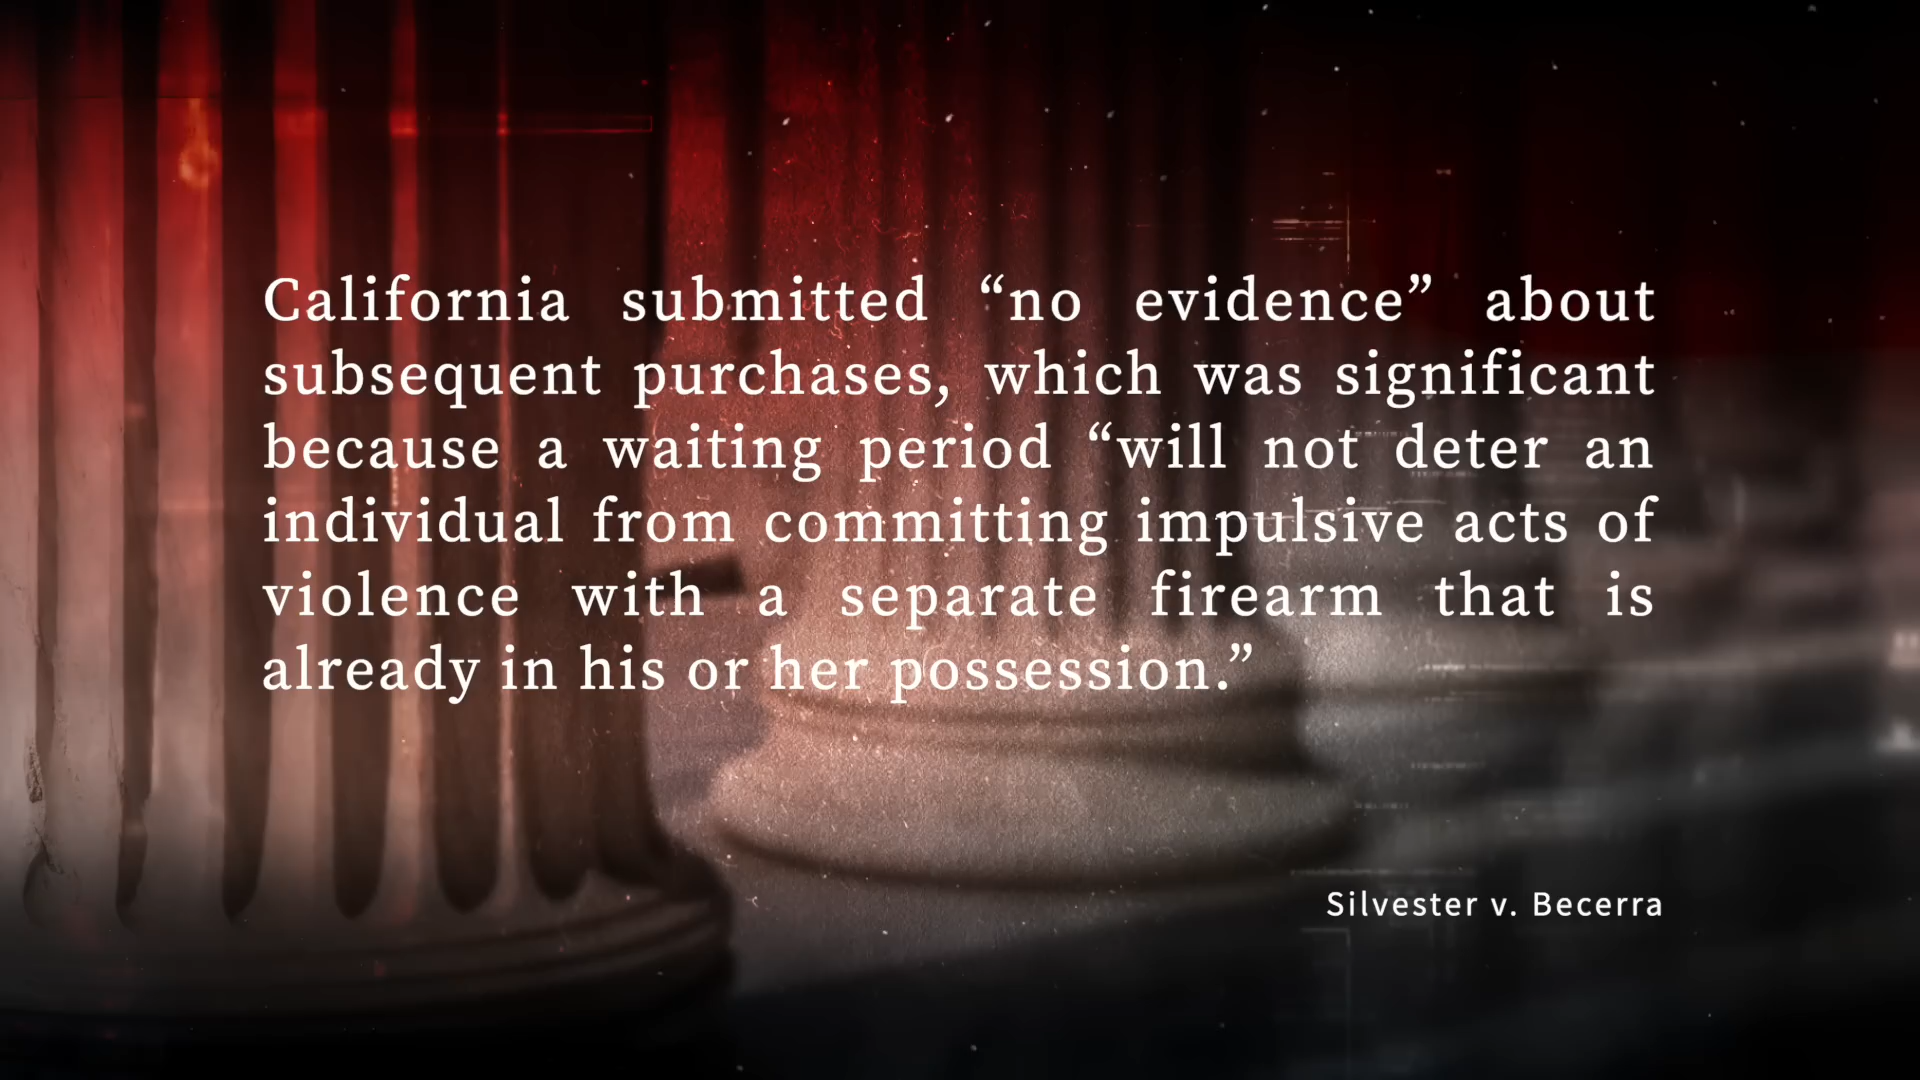 California submitted “no evidence” about
subsequent purchases, which was significant
because a waiting period “will not deter an
individual from committing impulsive acts of
violence with a separate firearm that is
already in his or her possession.”
Silvester v. Becerra